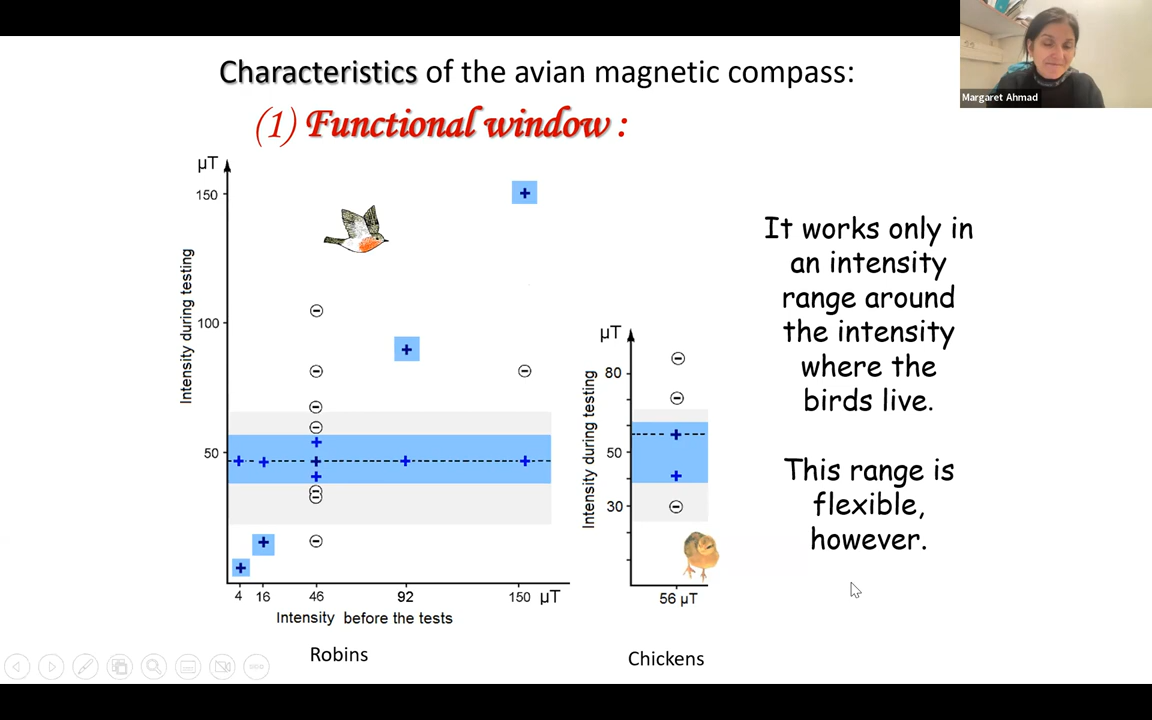 Characteristics of the avian magnetic compass:
Margaret Ahmad
(1) Functional window :
µT
150
100
50
Intensity during testing
4 16 46 92 150 µT
Intensity before the tests
Robins
µT
80
50
30
Intensity during testing
56 µT
Chickens
It works only in
an intensity
range around
the intensity
where the
birds live.
This range is
flexible,
however.